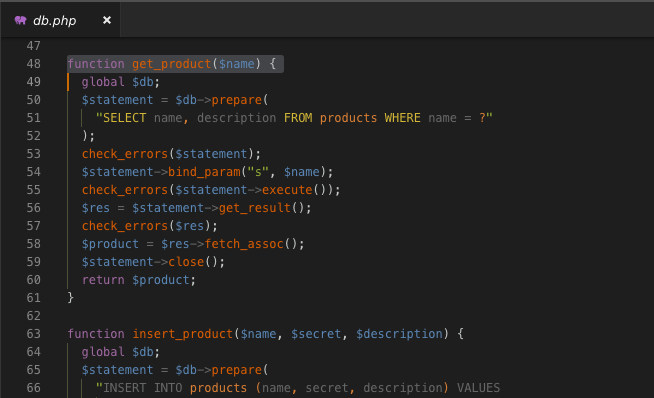 db.php ×
47
48 function get_product($name) {
49 global $db;
50 $statement = $db->prepare(
51 "SELECT name, description FROM products WHERE name = ?"
52 );
53 check_errors($statement);
54 $statement->bind_param("s", $name);
55 check_errors($statement->execute());
56 $res = $statement->get_result();
57 check_errors($res);
58 $product = $res->fetch_assoc();
59 $statement->close();
60 return $product;
61 }
62
63 function insert_product($name, $secret, $description) {
64 global $db;
65 $statement = $db->prepare(
66 "INSERT INTO products (name, secret, description) VALUES